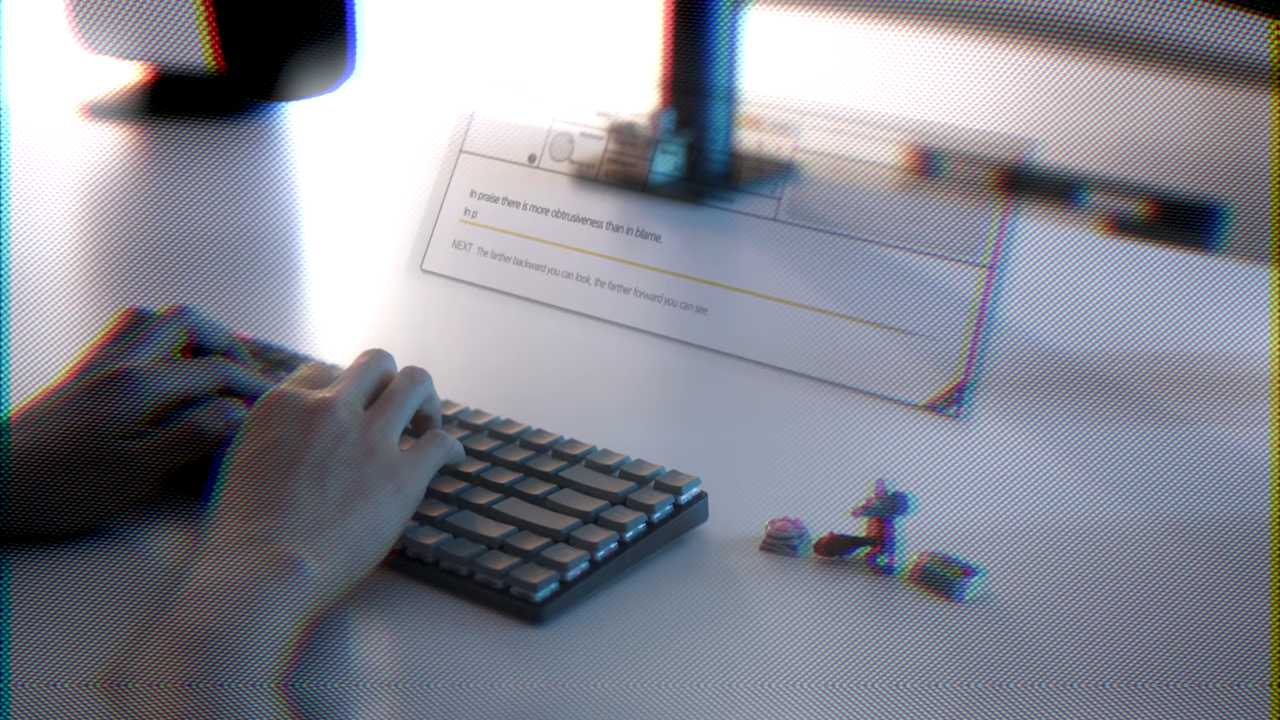 In praise there is more obtrusiveness than in blame.
In p
NEXT The farther backward you can look, the farther forward you can see.